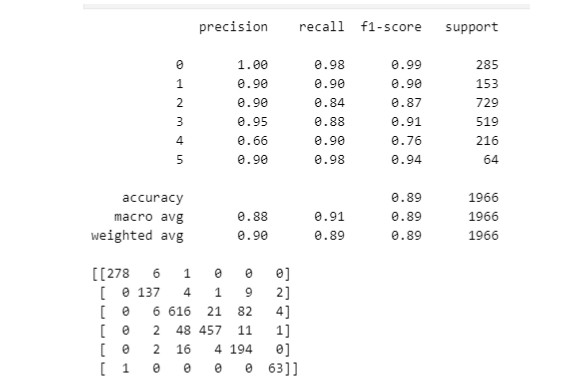 precision recall f1-score support
0 1.00 0.98 0.99 285
1 0.90 0.90 0.90 153
2 0.90 0.84 0.87 729
3 0.95 0.88 0.91 519
4 0.66 0.90 0.76 216
5 0.90 0.98 0.94 64
accuracy 0.89 1966
macro avg 0.88 0.91 0.89 1966
weighted avg 0.90 0.89 0.89 1966
[[278 6 1 0 0 0]
[ 0 137 4 1 9 2]
[ 0 6 616 21 82 4]
[ 0 2 48 457 11 1]
[ 0 2 16 4 194 0]
[ 1 0 0 0 0 63]]